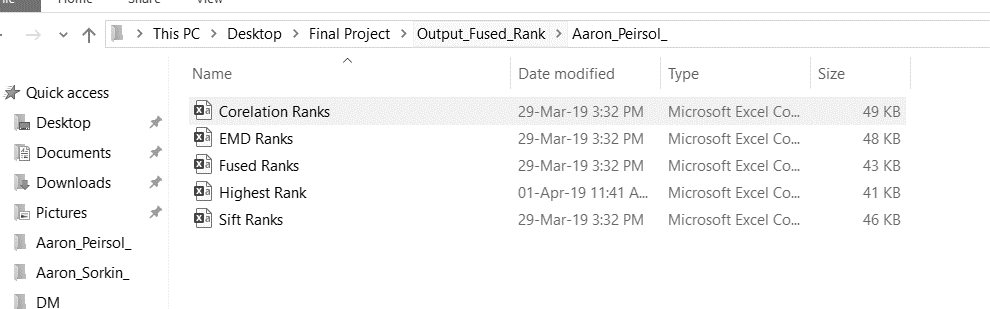 Home Share View
This PC > Desktop > Final Project > Output_Fused_Rank > Aaron_Peirsol_
Name Date modified Type Size
Quick access
Desktop
Documents
Downloads
Pictures
Aaron_Peirsol_
Aaron_Sorkin_
DM
Corelation Ranks 29-Mar-19 3:32 PM Microsoft Excel Co... 49 KB
EMD Ranks 29-Mar-19 3:32 PM Microsoft Excel Co... 48 KB
Fused Ranks 29-Mar-19 3:32 PM Microsoft Excel Co... 43 KB
Highest Rank 01-Apr-19 11:41 A... Microsoft Excel Co... 41 KB
Sift Ranks 29-Mar-19 3:32 PM Microsoft Excel Co... 46 KB